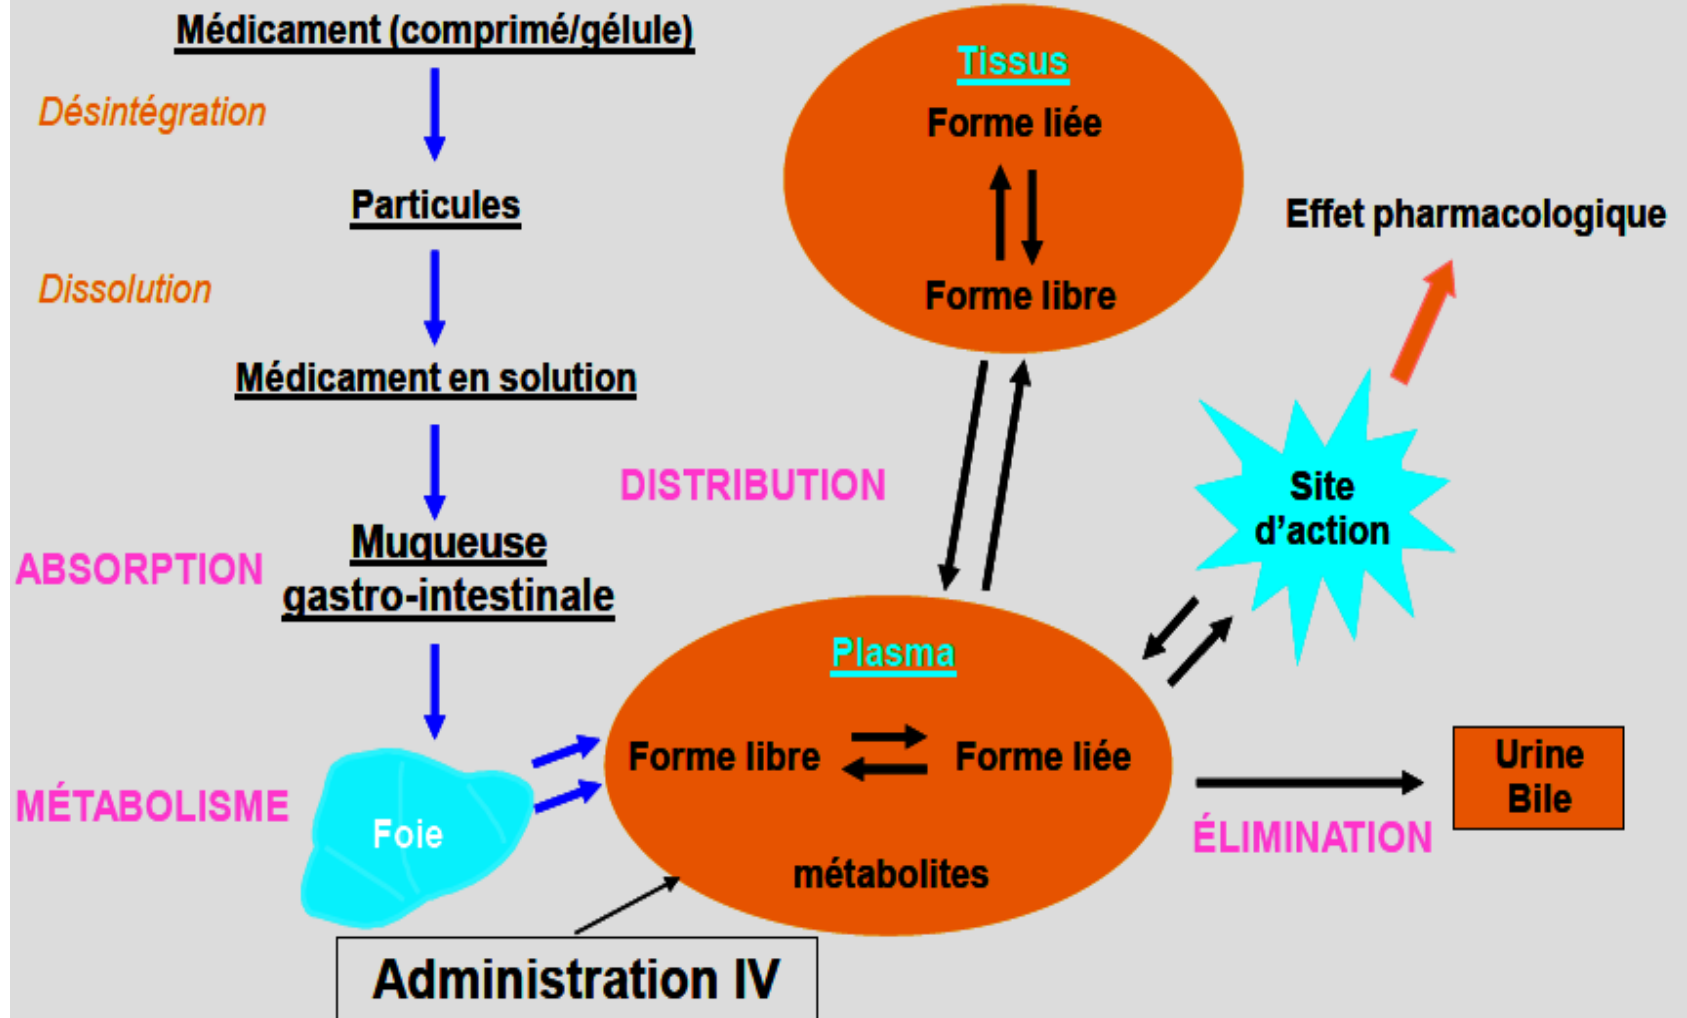 Médicament (comprimé/gélule)
Désintégration
Particules
Dissolution
Médicament en solution
ABSORPTION
Muqueuse
gastro-intestinale
MÉTABOLISME
Foie
Administration IV
DISTRIBUTION
Tissus
Forme liée
Forme libre
Plasma
Forme libre
Forme liée
métabolites
Effet pharmacologique
Site
d’action
ÉLIMINATION
Urine
Bile